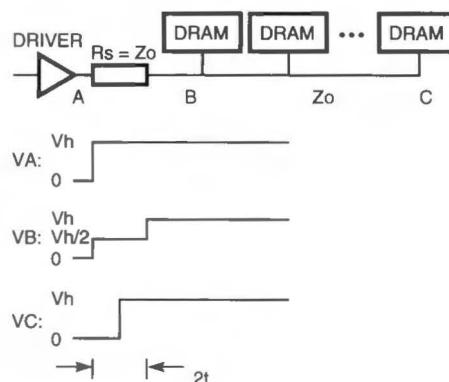 DRIVER
Rs = Zo
DRAM DRAM ••• DRAM
A B Zo C
Vh
VA:
0
Vh
VB: Vh/2
0
Vh
VC:
0
2t